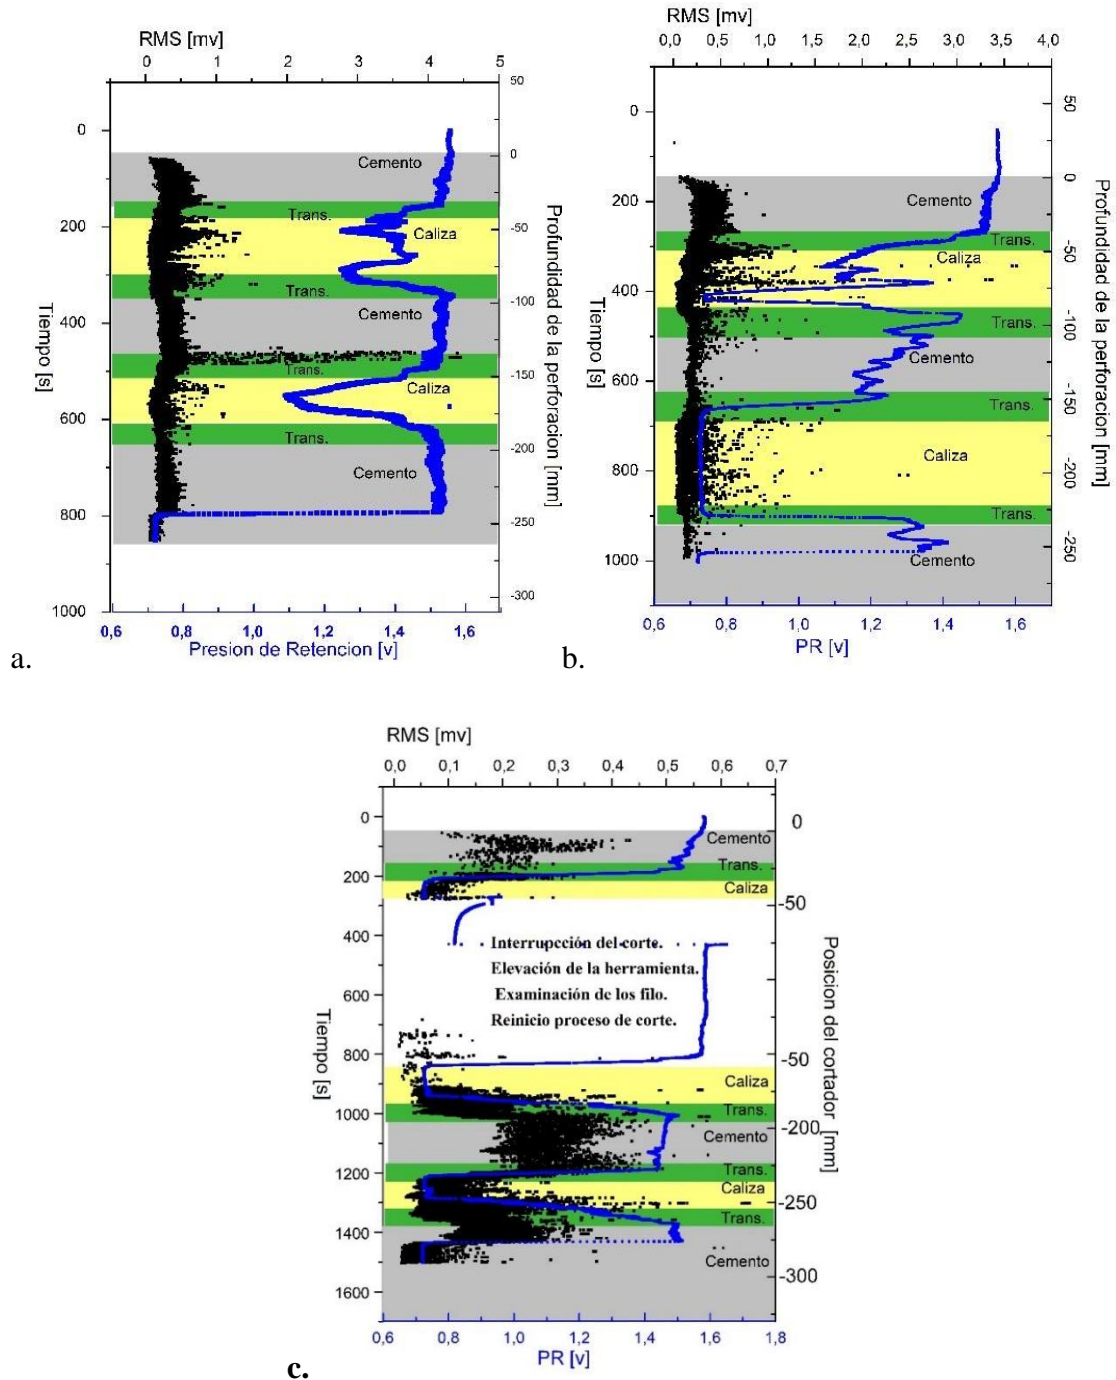 RMS [mv]
0 1 2 3 4 5
50
0
-50
-100
-150
-200
-250
-300
Profundidad de la perforacion [mm]
0
200
400
600
800
1000
Tiempo [s]
Cemento
Trans.
Caliza
Trans.
Cemento
Trans.
Caliza
Trans.
Cemento
0,6 0,8 1,0 1,2 1,4 1,6
Presion de Retencion [v]
a.
RMS [mv]
0,0 0,5 1,0 1,5 2,0 2,5 3,0 3,5 4,0
50
0
-50
-100
-150
-200
-250
Profundidad de la perforacion [mm]
0
200
400
600
800
1000
Tiempo [s]
Cemento
Trans.
Caliza
Trans.
Cemento
Trans.
Caliza
Trans.
Cemento
0,6 0,8 1,0 1,2 1,4 1,6
PR [v]
b.
RMS [mv]
0,0 0,1 0,2 0,3 0,4 0,5 0,6 0,7
0
-50
-50
-200
-250
-300
Posicion del cortador [mm]
0
200
400
600
800
1000
1200
1400
1600
Tiempo [s]
Cemento
Trans.
Caliza
Interrupcción del corte.
Elevación de la herramienta.
Examinación de los filo.
Reinicio proceso de corte.
Caliza
Trans.
Cemento
Trans.
Caliza
Trans.
Cemento
0,6 0,8 1,0 1,2 1,4 1,6 1,8
PR [v]
c.